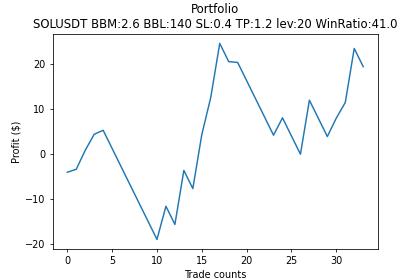 Portfolio
SOLUSDT BBM:2.6 BBL:140 SL:0.4 TP:1.2 lev:20 WinRatio:41.0
20
10
0
−10
−20
Profit ($)
0 5 10 15 20 25 30
Trade counts